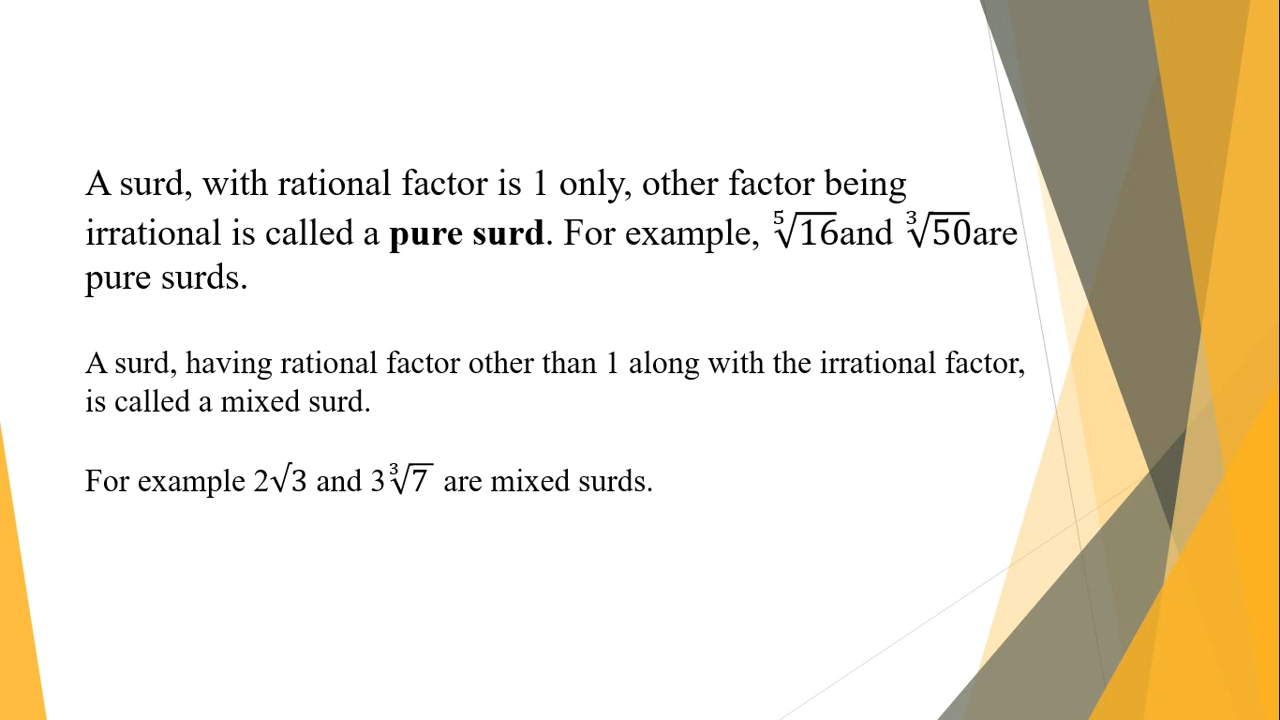 A surd, with rational factor is 1 only, other factor being
irrational is called a pure surd. For example, ⁵√16and ³√50are
pure surds.
A surd, having rational factor other than 1 along with the irrational factor,
is called a mixed surd.
For example 2√3 and 3³√7 are mixed surds.